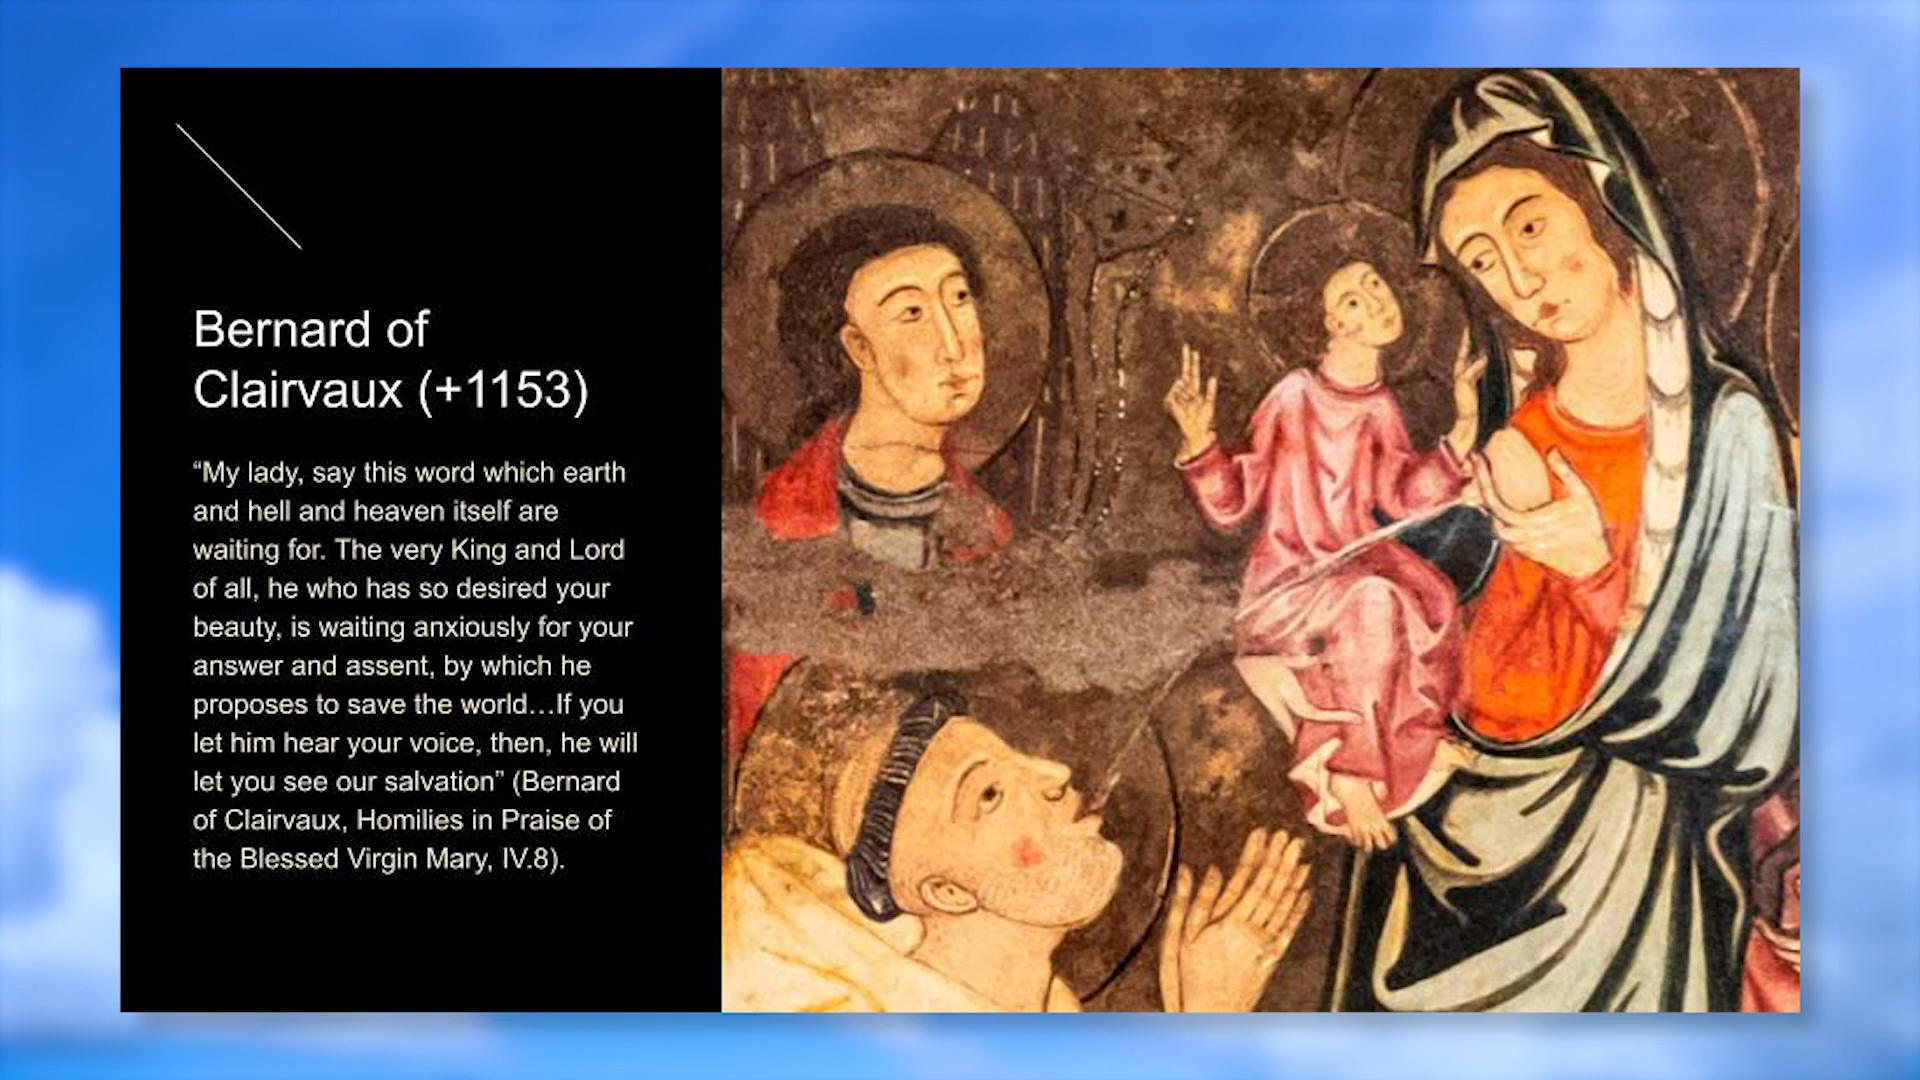 Bernard of
Clairvaux (+1153)
“My lady, say this word which earth
and hell and heaven itself are
waiting for. The very King and Lord
of all, he who has so desired your
beauty, is waiting anxiously for your
answer and assent, by which he
proposes to save the world…If you
let him hear your voice, then, he will
let you see our salvation” (Bernard
of Clairvaux, Homilies in Praise of
the Blessed Virgin Mary, IV.8).